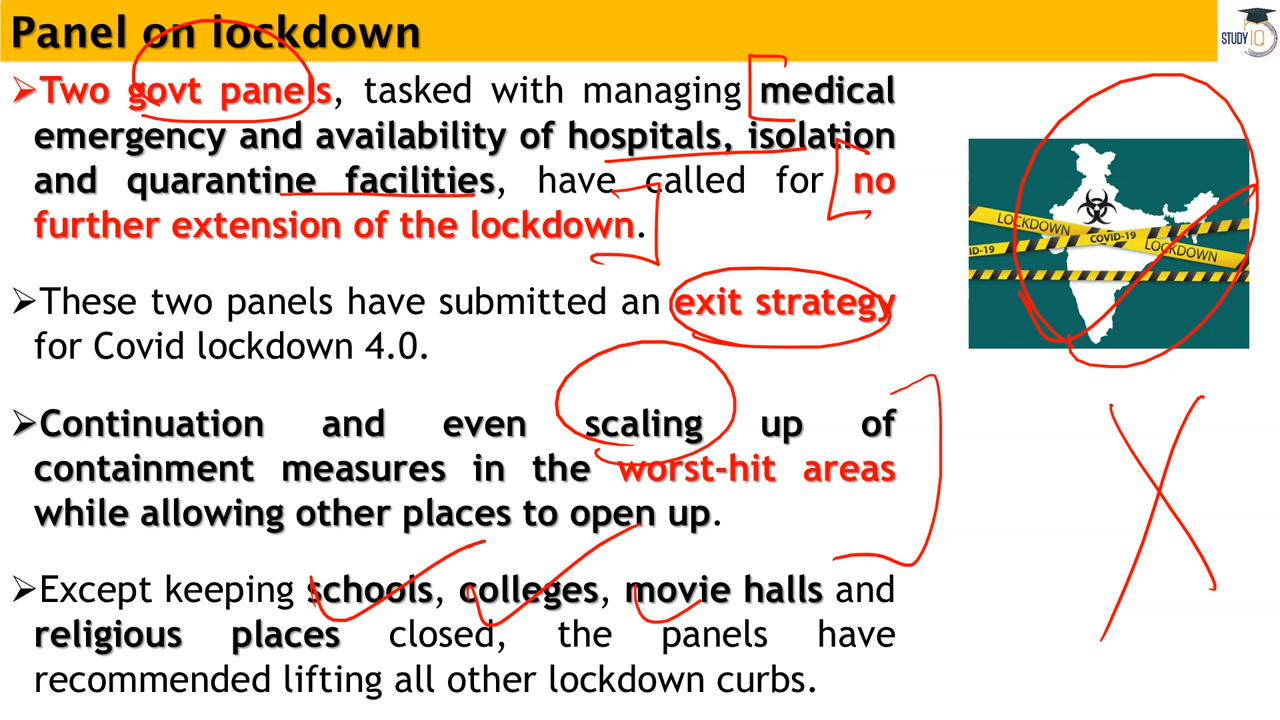 Panel on lockdown
STUDY IQ
➤Two govt panels, tasked with managing medical
emergency and availability of hospitals, isolation
and quarantine facilities, have called for no
further extension of the lockdown.
➤These two panels have submitted an exit strategy
for Covid lockdown 4.0.
➤Continuation and even scaling up of
containment measures in the worst-hit areas
while allowing other places to open up.
➤Except keeping schools, colleges, movie halls and
religious places closed, the panels have
recommended lifting all other lockdown curbs.
LOCKDOWN
COVID-19
LOCKDOWN
ID-19